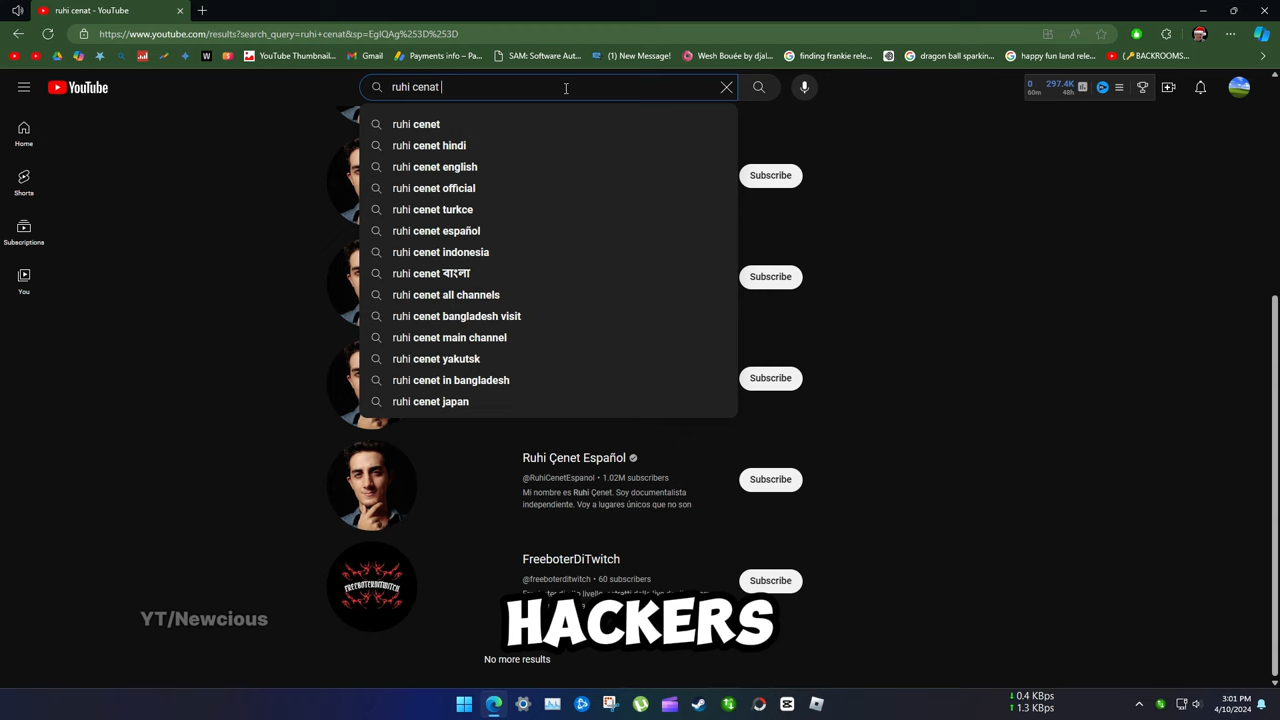 ruhi cenat - YouTube
https://www.youtube.com/results?search_query=ruhi+cenat&sp=EgIQAg%253D%253D
YouTube Thumbnail...
Gmail
Payments info – Pa...
SAM: Software Aut...
(1) New Message!
Wesh Bouée by djal...
finding frankie rele...
dragon ball sparkin...
happy fun land rele...
(❤BACKROOMS...
YouTube
ruhi cenat
0
60m
297.4K
48h
Home
Shorts
Subscriptions
You
ruhi cenet
ruhi cenet hindi
ruhi cenet english
ruhi cenet official
ruhi cenet turkce
ruhi cenet español
ruhi cenet indonesia
ruhi cenet বাংলা
ruhi cenet all channels
ruhi cenet bangladesh visit
ruhi cenet main channel
ruhi cenet yakutsk
ruhi cenet in bangladesh
ruhi cenet japan
Subscribe
Subscribe
Subscribe
Ruhi Çenet Español
@RuhiCenetEspanol • 1.02M subscribers
Mi nombre es Ruhi Çenet. Soy documentalista
independiente. Voy a lugares únicos que no son
Subscribe
FREEBOTERDITWITCH
FreeboterDiTwitch
@freeboterditwitch • 60 subscribers
Subscribe
YT/Newcious
HACKERS
No more results
0.4 KBps
1.3 KBps
3:01 PM
4/10/2024